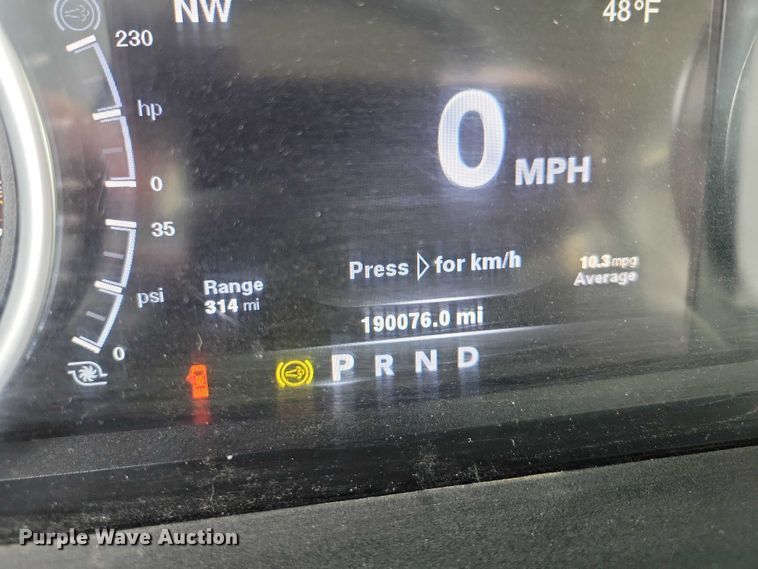 NW
48°F
230
hp
0
35
psi
0
0 MPH
Press ▷ for km/h
Range
314 mi
10.3 mpg
Average
190076.0 mi
P R N D
Purple Wave Auction